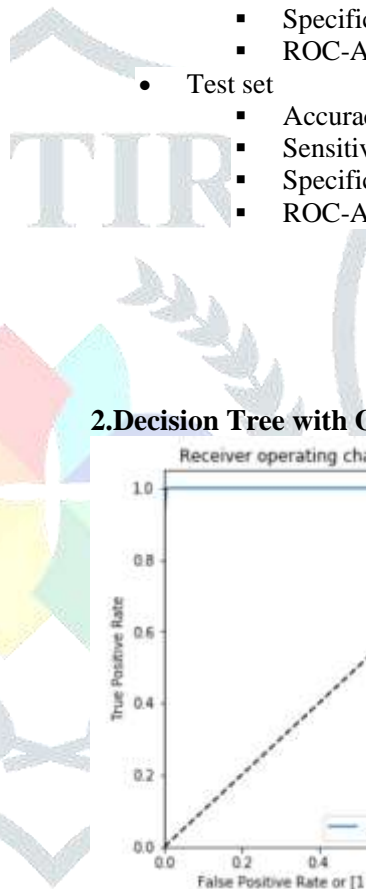 ▪ Specific
▪ ROC-A
• Test set
▪ Accura
▪ Sensitiv
▪ Specific
▪ ROC-A
TIR
2.Decision Tree with
Receiver operating cha
1.0
0.8
0.6
0.4
0.2
0.0
True Positive Rate
0.0 0.2 0.4
False Positive Rate or [1